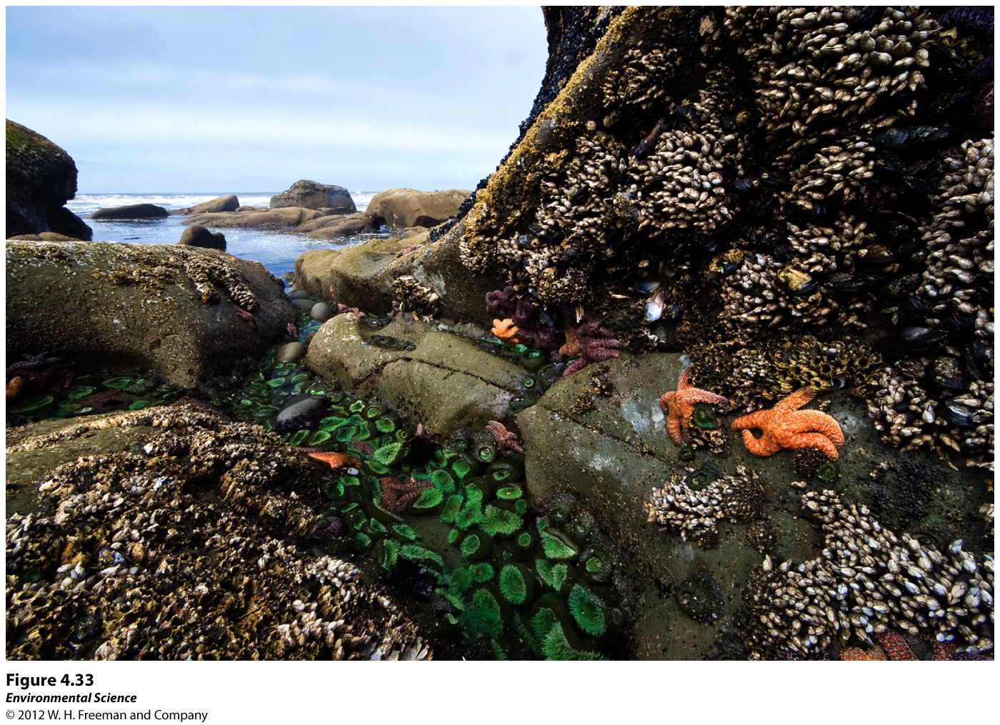 Figure 4.33
Environmental Science
© 2012 W. H. Freeman and Company